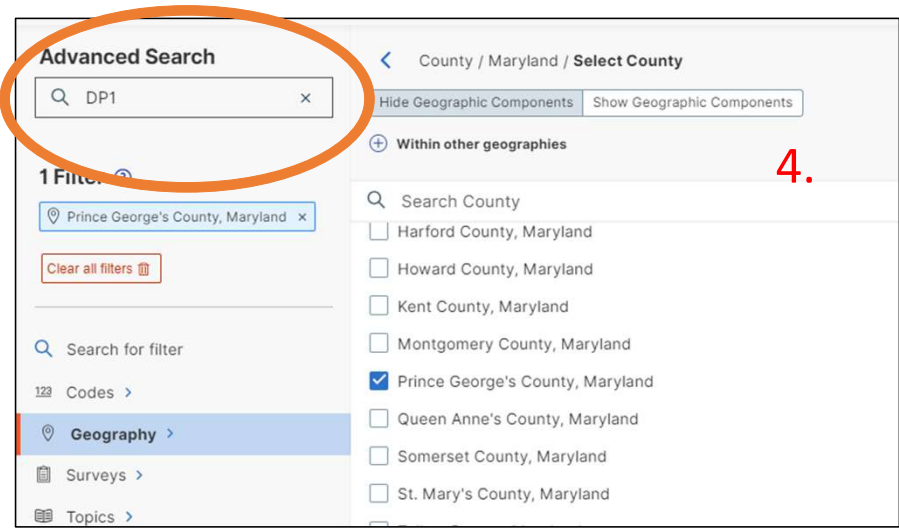 Advanced Search
DP1 ×
1 Filter
Prince George's County, Maryland ×
Clear all filters
Search for filter
123 Codes >
Geography >
Surveys >
Topics >
County / Maryland / Select County
Hide Geographic Components Show Geographic Components
Within other geographies
4.
Search County
Harford County, Maryland
Howard County, Maryland
Kent County, Maryland
Montgomery County, Maryland
Prince George's County, Maryland
Queen Anne's County, Maryland
Somerset County, Maryland
St. Mary's County, Maryland